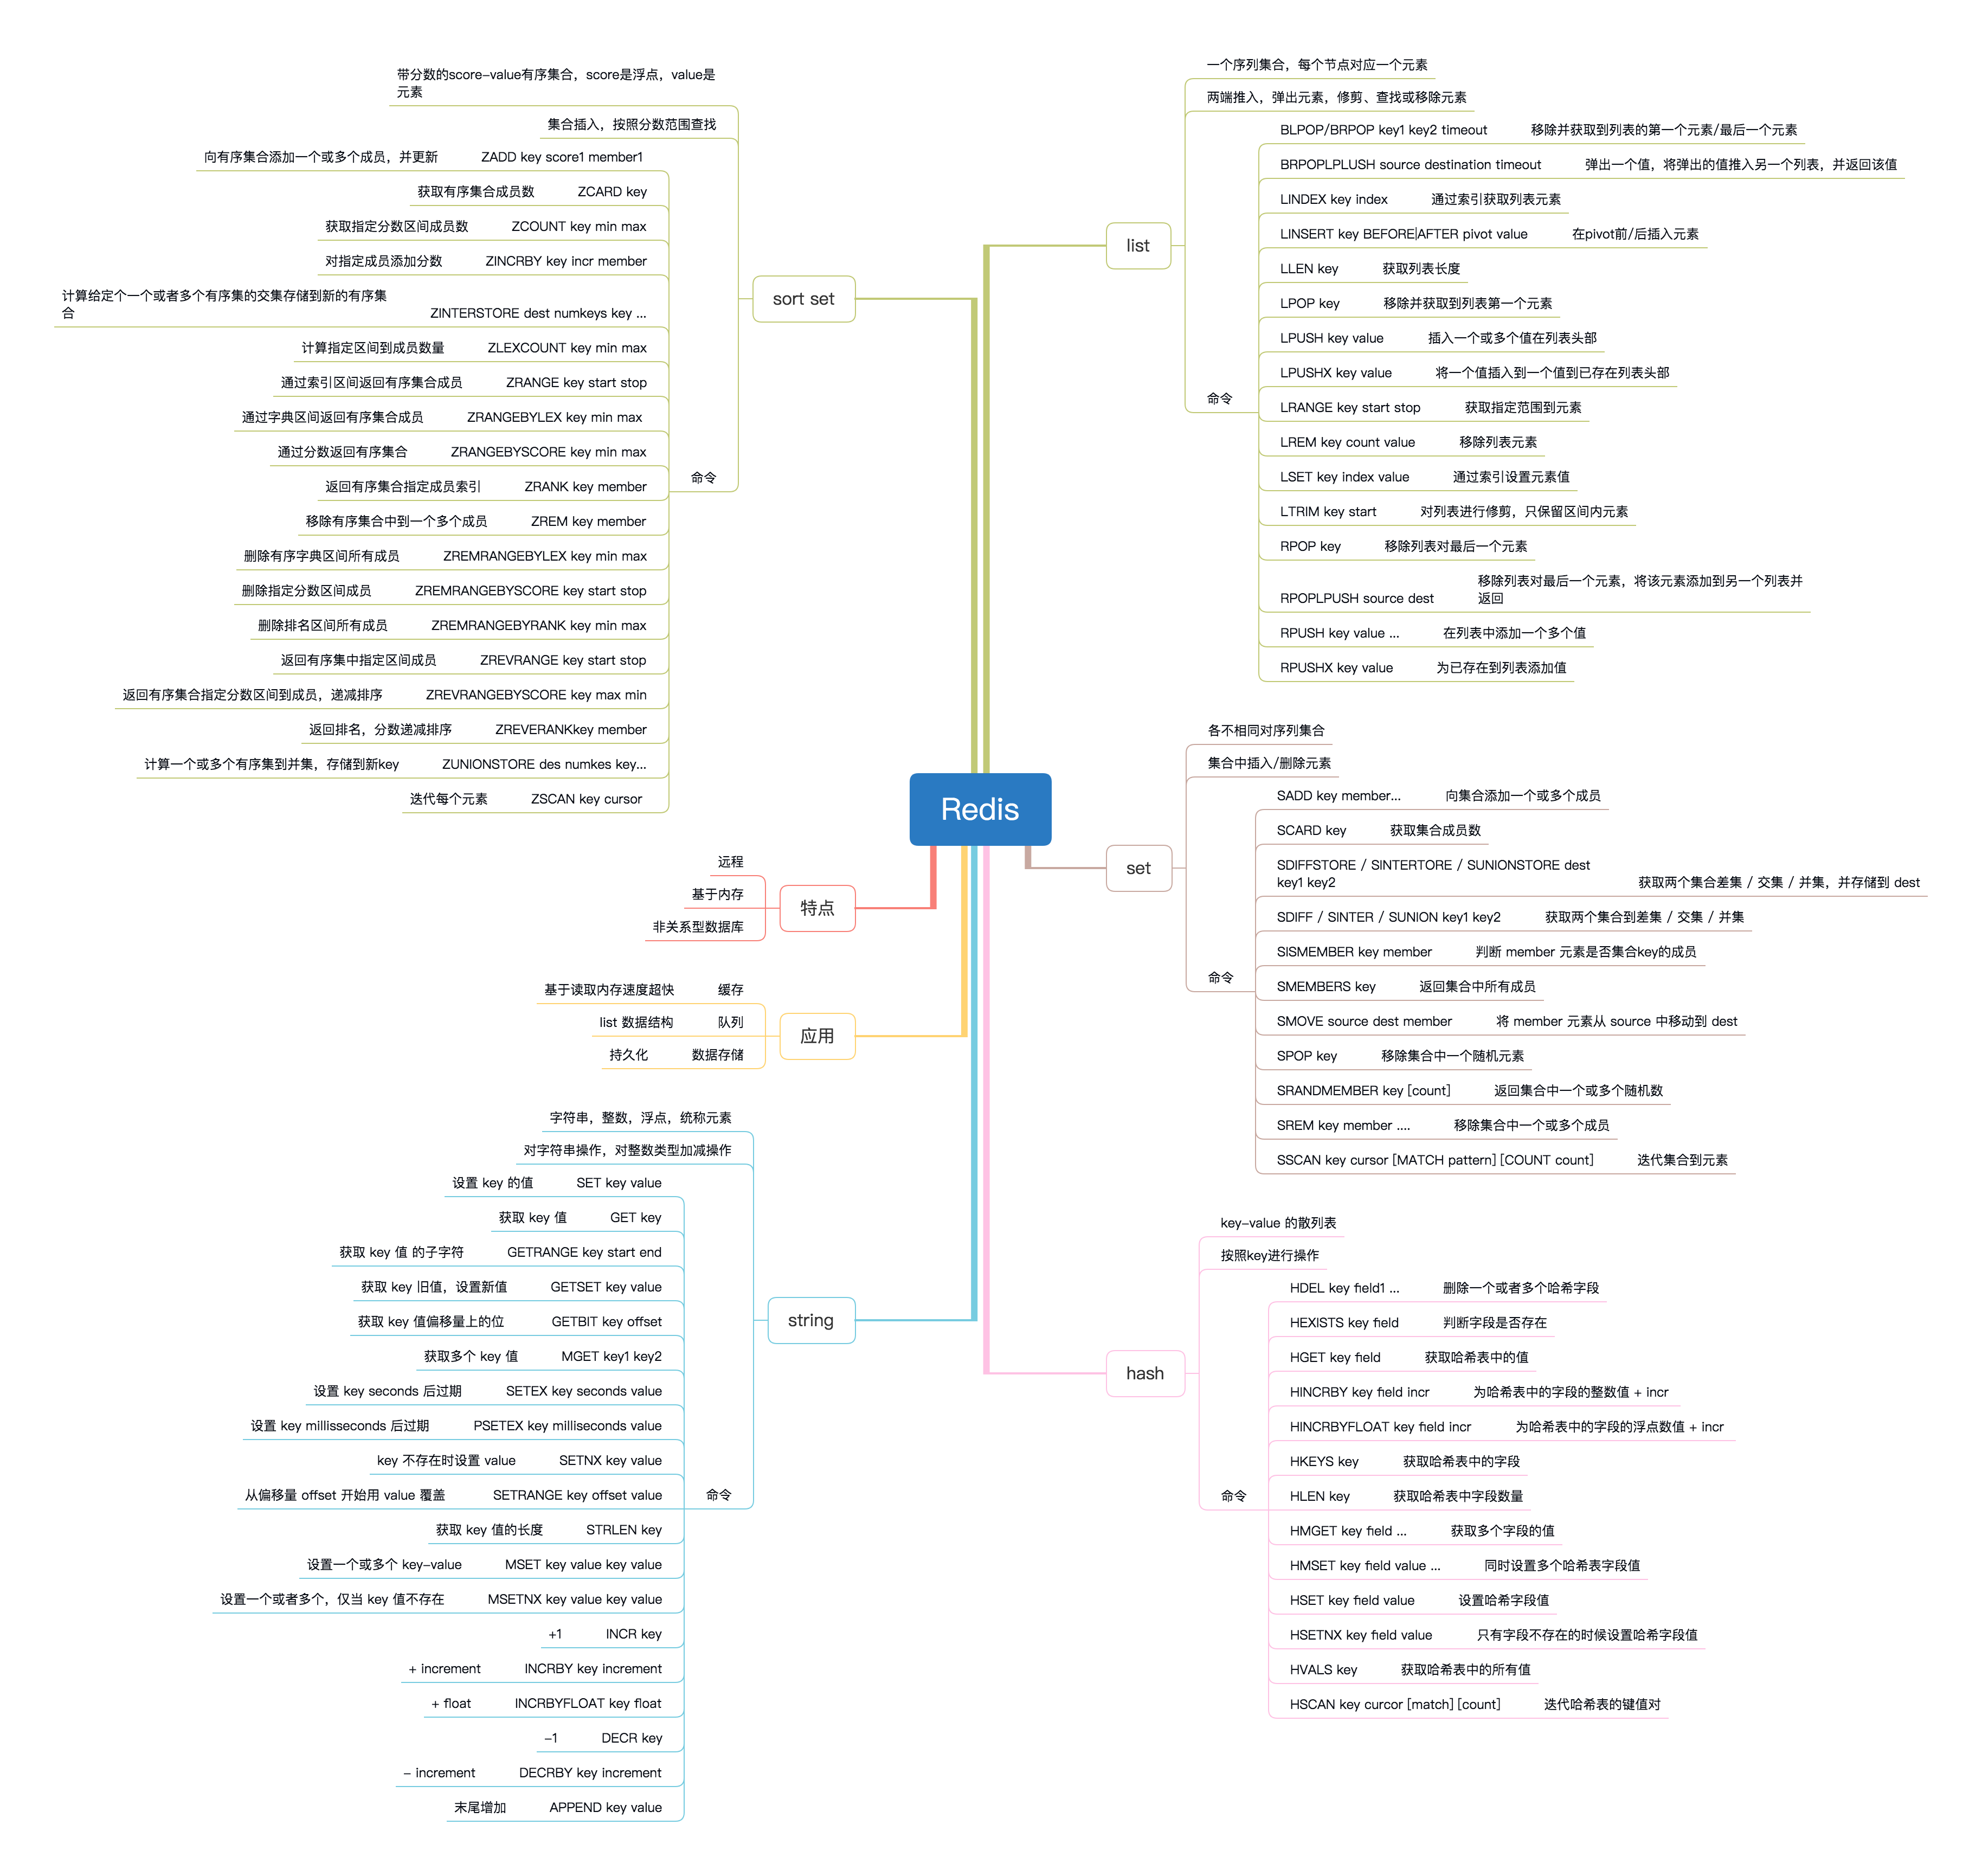 Redis
list
一个序列集合，每个节点对应一个元素
两端推入，弹出元素，修剪、查找或移除元素
命令
BLPOP/BRPOP key1 key2 timeout 移除并获取到列表的第一个元素/最后一个元素
BRPOPLPLUSH source destination timeout 弹出一个值，将弹出的值推入另一个列表，并返回该值
LINDEX key index 通过索引获取列表元素
LINSERT key BEFORE|AFTER pivot value 在pivot前/后插入元素
LLEN key 获取列表长度
LPOP key 移除并获取到列表第一个元素
LPUSH key value 插入一个或多个值在列表头部
LPUSHX key value 将一个值插入到一个值到已存在列表头部
LRANGE key start stop 获取指定范围到元素
LREM key count value 移除列表元素
LSET key index value 通过索引设置元素值
LTRIM key start 对列表进行修剪，只保留区间内元素
RPOP key 移除列表对最后一个元素
RPOPLPUSH source dest 移除列表对最后一个元素，将该元素添加到另一个列表并
返回
RPUSH key value ... 在列表中添加一个多个值
RPUSHX key value 为已存在到列表添加值
set
各不相同对序列集合
集合中插入/删除元素
命令
SADD key member... 向集合添加一个或多个成员
SCARD key 获取集合成员数
SDIFFSTORE / SINTERTORE / SUNIONSTORE dest
key1 key2 获取两个集合差集 / 交集 / 并集，并存储到 dest
SDIFF / SINTER / SUNION key1 key2 获取两个集合到差集 / 交集 / 并集
SISMEMBER key member 判断 member 元素是否集合key的成员
SMEMBERS key 返回集合中所有成员
SMOVE source dest member 将 member 元素从 source 中移动到 dest
SPOP key 移除集合中一个随机元素
SRANDMEMBER key [count] 返回集合中一个或多个随机数
SREM key member .... 移除集合中一个或多个成员
SSCAN key cursor [MATCH pattern] [COUNT count] 迭代集合到元素
hash
key-value 的散列表
按照key进行操作
命令
HDEL key field1 ... 删除一个或者多个哈希字段
HEXISTS key field 判断字段是否存在
HGET key field 获取哈希表中的值
HINCRBY key field incr 为哈希表中的字段的整数值 + incr
HINCRBYFLOAT key field incr 为哈希表中的字段的浮点数值 + incr
HKEYS key 获取哈希表中的字段
HLEN key 获取哈希表中字段数量
HMGET key field ... 获取多个字段的值
HMSET key field value ... 同时设置多个哈希表字段值
HSET key field value 设置哈希字段值
HSETNX key field value 只有字段不存在的时候设置哈希字段值
HVALS key 获取哈希表中的所有值
HSCAN key curcor [match] [count] 迭代哈希表的键值对
sort set
带分数的score-value有序集合，score是浮点，value是
元素
集合插入，按照分数范围查找
命令
向有序集合添加一个或多个成员，并更新 ZADD key score1 member1
获取有序集合成员数 ZCARD key
获取指定分数区间成员数 ZCOUNT key min max
对指定成员添加分数 ZINCRBY key incr member
计算给定个一个或者多个有序集的交集存储到新的有序集
合 ZINTERSTORE dest numkeys key ...
计算指定区间到成员数量 ZLEXCOUNT key min max
通过索引区间返回有序集合成员 ZRANGE key start stop
通过字典区间返回有序集合成员 ZRANGEBYLEX key min max
通过分数返回有序集合 ZRANGEBYSCORE key min max
返回有序集合指定成员索引 ZRANK key member
移除有序集合中到一个多个成员 ZREM key member
删除有序字典区间所有成员 ZREMRANGEBYLEX key min max
删除指定分数区间成员 ZREMRANGEBYSCORE key start stop
删除排名区间所有成员 ZREMRANGEBYRANK key min max
返回有序集中指定区间成员 ZREVRANGE key start stop
返回有序集合指定分数区间到成员，递减排序 ZREVRANGEBYSCORE key max min
返回排名，分数递减排序 ZREVERANKkey member
计算一个或多个有序集到并集，存储到新key ZUNIONSTORE des numkes key...
迭代每个元素 ZSCAN key cursor
特点
远程
基于内存
非关系型数据库
应用
基于读取内存速度超快 缓存
list 数据结构 队列
持久化 数据存储
string
字符串，整数，浮点，统称元素
对字符串操作，对整数类型加减操作
命令
设置 key 的值 SET key value
获取 key 值 GET key
获取 key 值 的子字符 GETRANGE key start end
获取 key 旧值，设置新值 GETSET key value
获取 key 值偏移量上的位 GETBIT key offset
获取多个 key 值 MGET key1 key2
设置 key seconds 后过期 SETEX key seconds value
设置 key millisseconds 后过期 PSETEX key milliseconds value
key 不存在时设置 value SETNX key value
从偏移量 offset 开始用 value 覆盖 SETRANGE key offset value
获取 key 值的长度 STRLEN key
设置一个或多个 key-value MSET key value key value
设置一个或者多个，仅当 key 值不存在 MSETNX key value key value
+1 INCR key
+ increment INCRBY key increment
+ float INCRBYFLOAT key float
-1 DECR key
- increment DECRBY key increment
末尾增加 APPEND key value